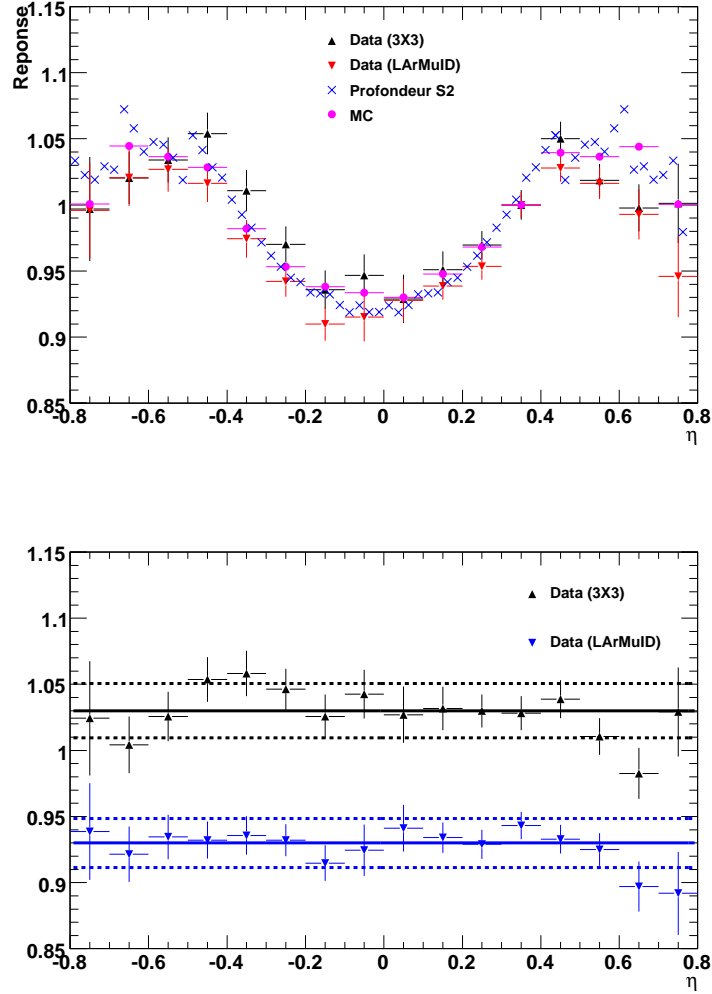 Reponse
1.15
1.1
1.05
1
0.95
0.9
0.85
Data (3X3)
Data (LArMuID)
Profondeur S2
MC
-0.8 -0.6 -0.4 -0.2 0 0.2 0.4 0.6 0.8
η
1.15
1.1
1.05
1
0.95
0.9
0.85
Data (3X3)
Data (LArMuID)
-0.8 -0.6 -0.4 -0.2 0 0.2 0.4 0.6 0.8
η